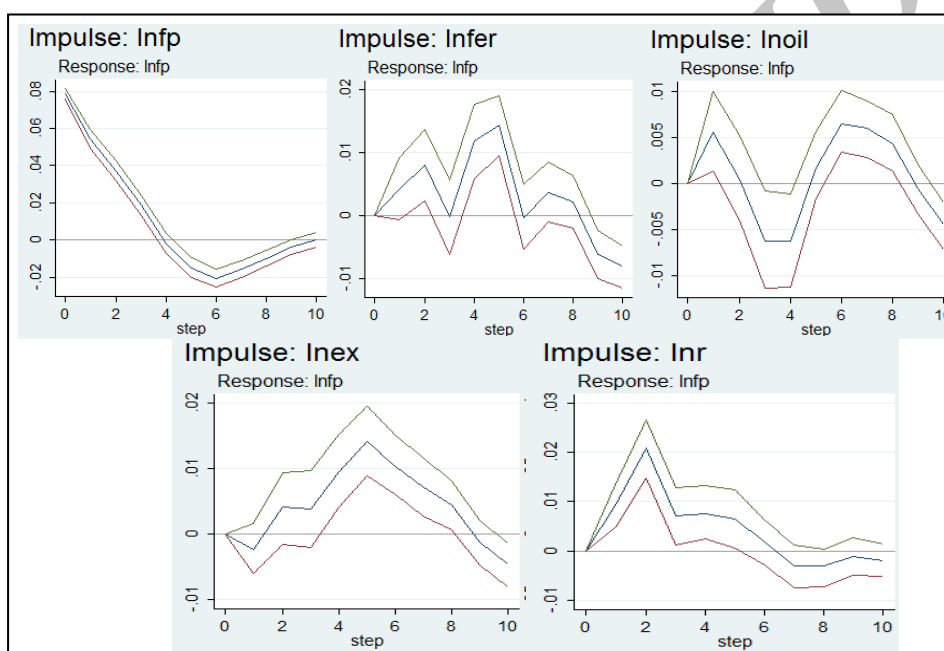 Impulse: lnfp
Response: lnfp
.08
.06
.04
.02
0
-.02
0 2 4 6 8 10
step
Impulse: lnfer
Response: lnfp
.02
.01
0
-.01
0 2 4 6 8 10
step
Impulse: lnoil
Response: lnfp
.01
.005
0
-.005
-.01
0 2 4 6 8 10
step
Impulse: lnex
Response: lnfp
.02
.01
0
-.01
0 2 4 6 8 10
step
Impulse: lnr
Response: lnfp
.03
.02
.01
0
-.01
0 2 4 6 8 10
step